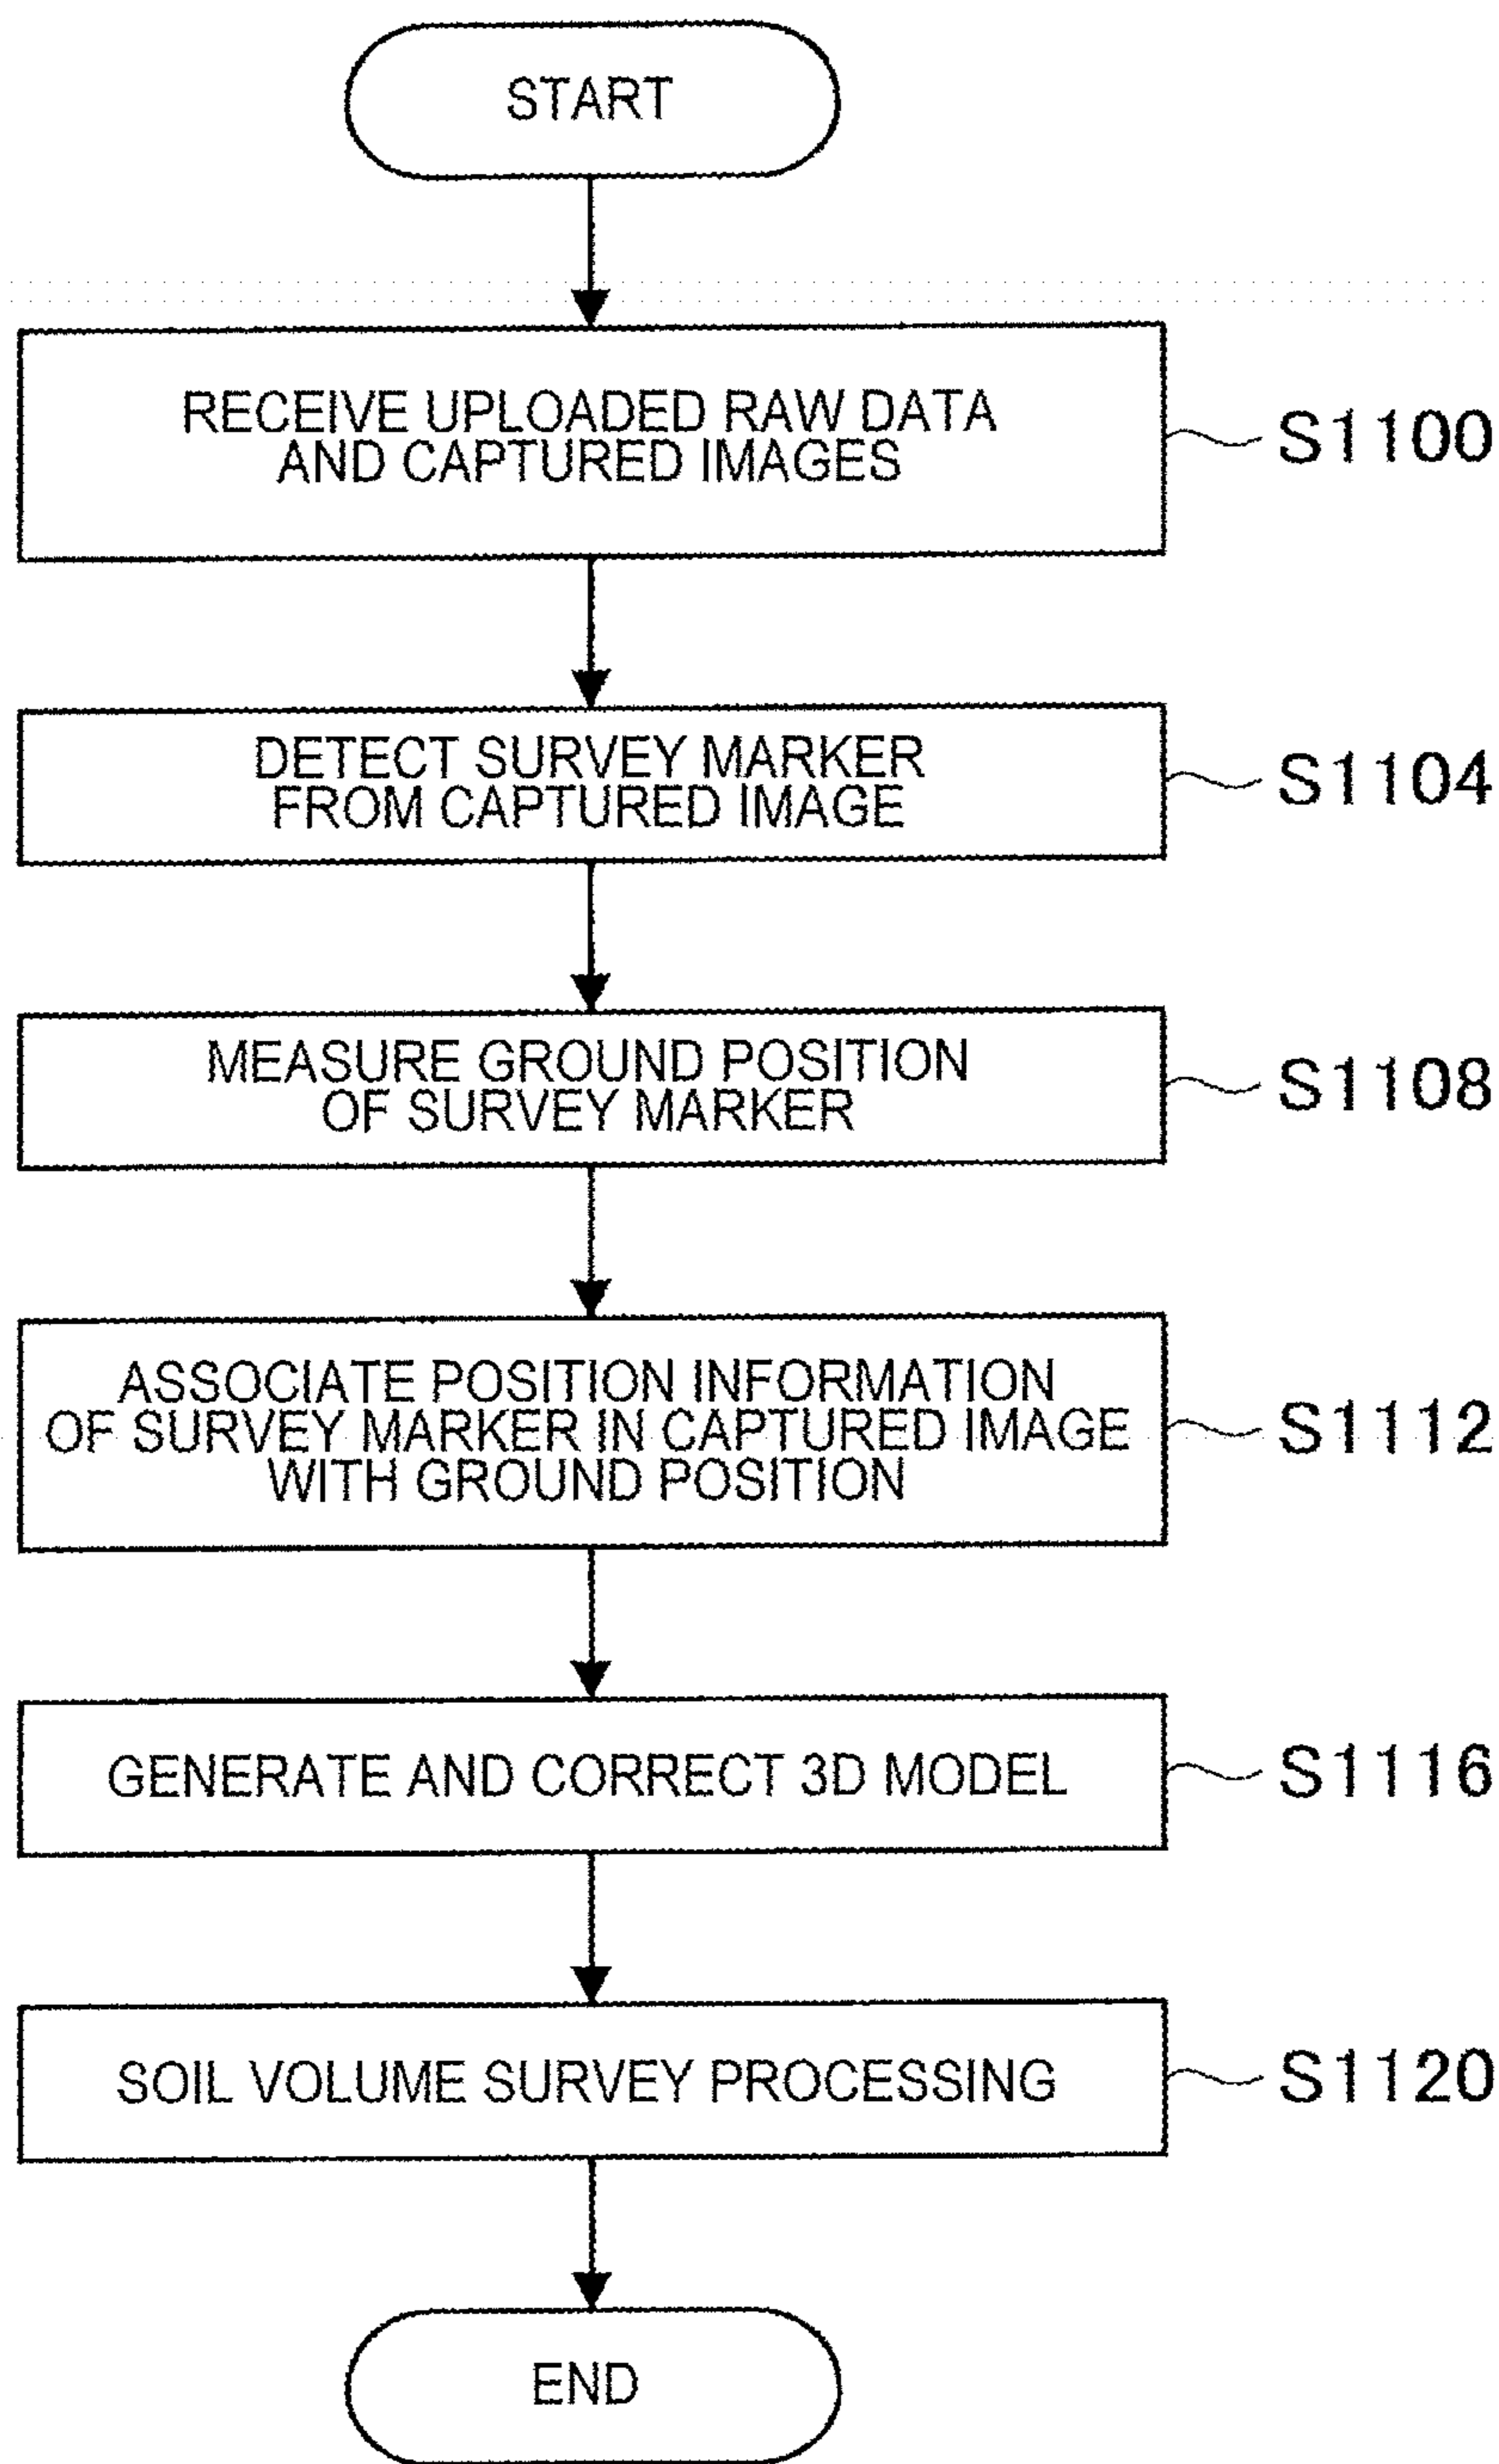 START
RECEIVE UPLOADED RAW DATA
AND CAPTURED IMAGES
S1100
DETECT SURVEY MARKER
FROM CAPTURED IMAGE
S1104
MEASURE GROUND POSITION
OF SURVEY MARKER
S1108
ASSOCIATE POSITION INFORMATION
OF SURVEY MARKER IN CAPTURED IMAGE
WITH GROUND POSITION
S1112
GENERATE AND CORRECT 3D MODEL
S1116
SOIL VOLUME SURVEY PROCESSING
S1120
END